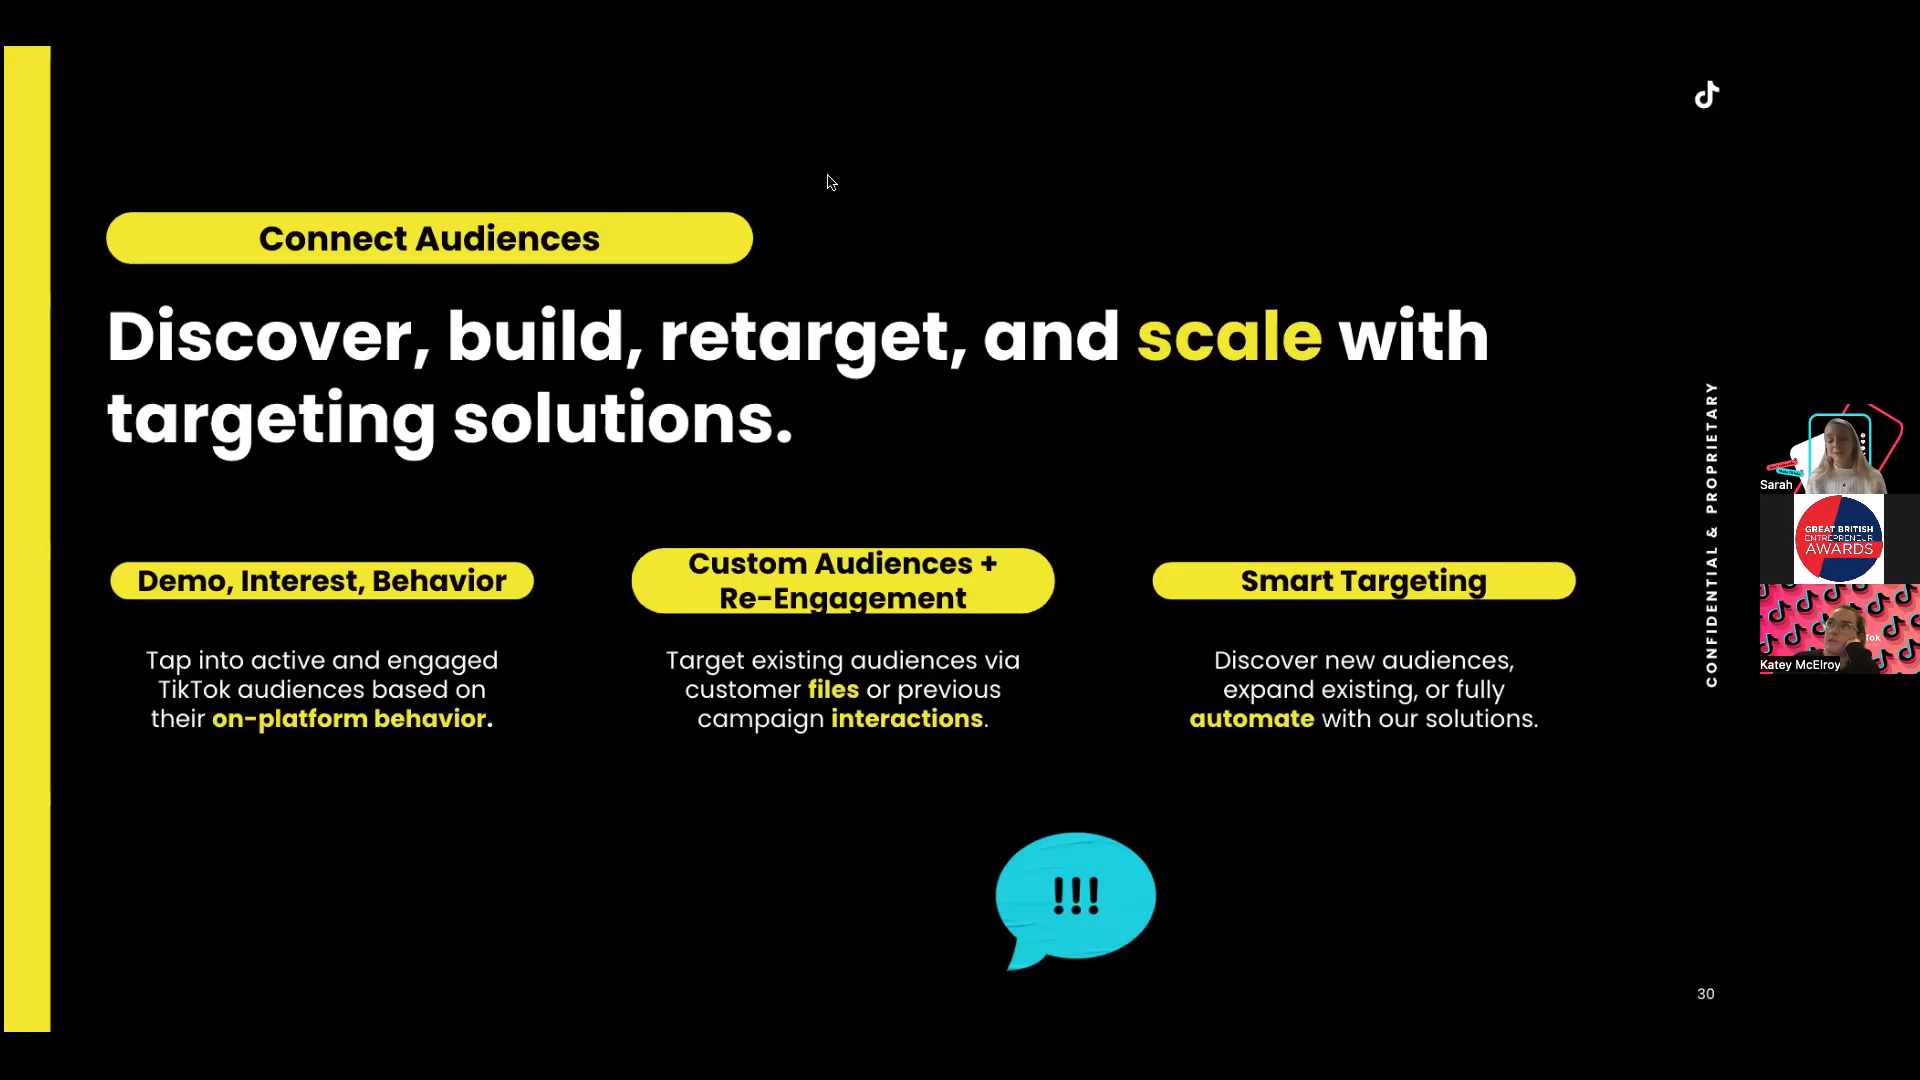 Connect Audiences
Discover, build, retarget, and scale with
targeting solutions.
Demo, Interest, Behavior
Tap into active and engaged
TikTok audiences based on
their on-platform behavior.
Custom Audiences +
Re-Engagement
Target existing audiences via
customer files or previous
campaign interactions.
Smart Targeting
Discover new audiences,
expand existing, or fully
automate with our solutions.
!!!
CONFIDENTIAL & PROPRIETARY
30
Sarah
GREAT BRITISH
ENTREPRENEUR
AWARDS
Tok
Katey McElroy